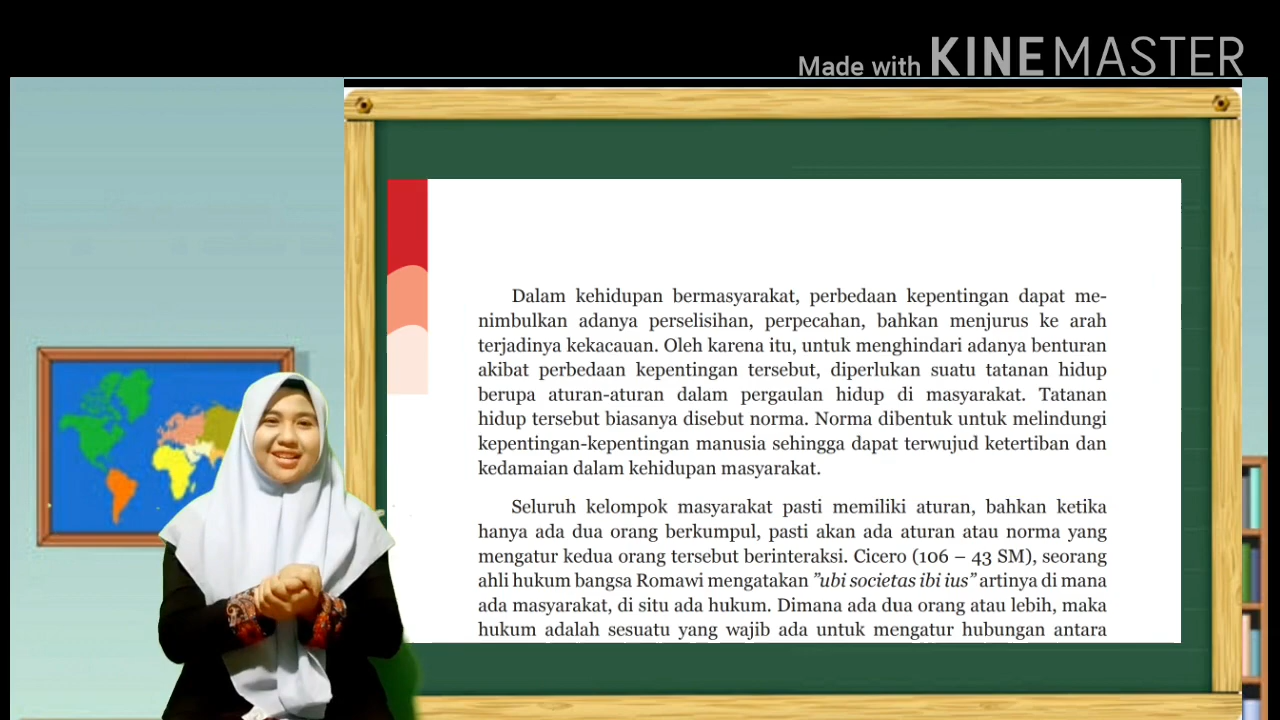 Made with KINEMASTER
Dalam kehidupan bermasyarakat, perbedaan kepentingan dapat me-
nimbulkan adanya perselisihan, perpecahan, bahkan menjurus ke arah
terjadinya kekacauan. Oleh karena itu, untuk menghindari adanya benturan
akibat perbedaan kepentingan tersebut, diperlukan suatu tatanan hidup
berupa aturan-aturan dalam pergaulan hidup di masyarakat. Tatanan
hidup tersebut biasanya disebut norma. Norma dibentuk untuk melindungi
kepentingan-kepentingan manusia sehingga dapat terwujud ketertiban dan
kedamaian dalam kehidupan masyarakat.
Seluruh kelompok masyarakat pasti memiliki aturan, bahkan ketika
hanya ada dua orang berkumpul, pasti akan ada aturan atau norma yang
mengatur kedua orang tersebut berinteraksi. Cicero (106 – 43 SM), seorang
ahli hukum bangsa Romawi mengatakan ”ubi societas ibi ius” artinya di mana
ada masyarakat, di situ ada hukum. Dimana ada dua orang atau lebih, maka
hukum adalah sesuatu yang wajib ada untuk mengatur hubungan antara